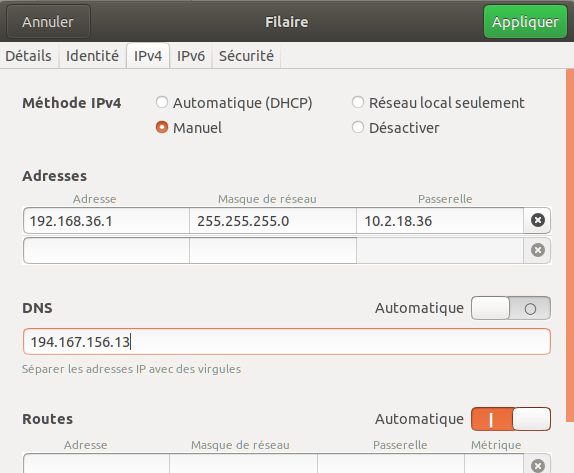 Annuler Filaire Appliquer
Détails Identité IPv4 IPv6 Sécurité
Méthode IPv4 Automatique (DHCP) Réseau local seulement
Manuel Désactiver
Adresses
Adresse Masque de réseau Passerelle
192.168.36.1 255.255.255.0 10.2.18.36
DNS Automatique
194.167.156.13
Séparer les adresses IP avec des virgules
Routes Automatique
Adresse Masque de réseau Passerelle Métrique